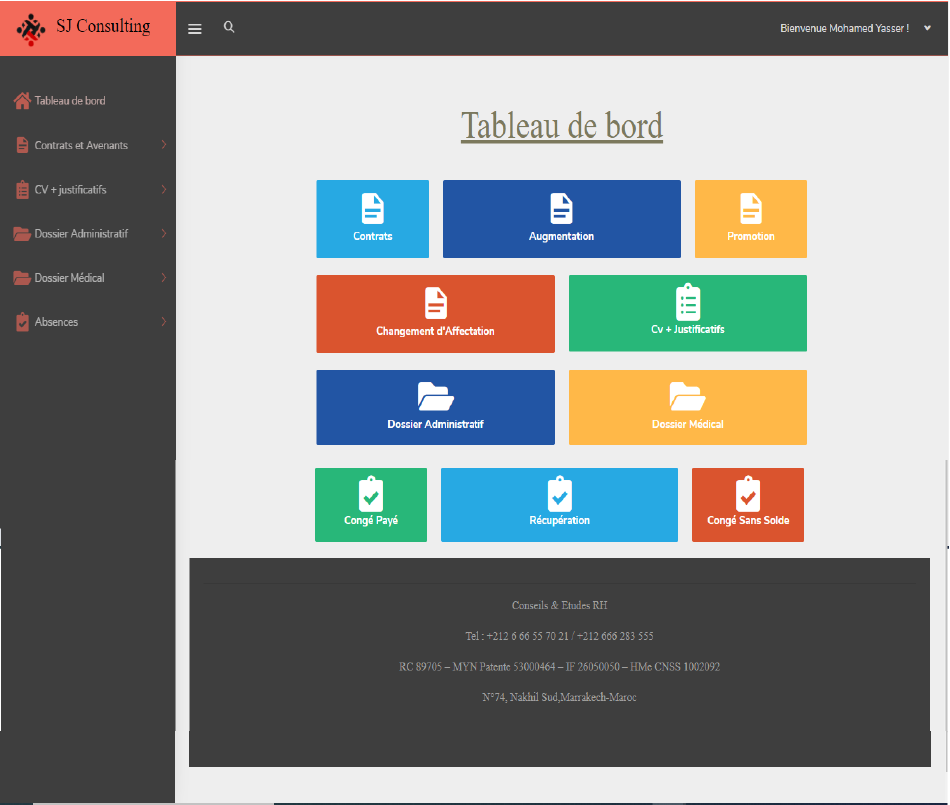 SJ Consulting
Bienvenue Mohamed Yasser !
Tableau de bord
Contrats et Avenants
CV + justificatifs
Dossier Administratif
Dossier Médical
Absences
Tableau de bord
Contrats
Augmentation
Promotion
Changement d'Affectation
Cv + Justificatifs
Dossier Administratif
Dossier Médical
Congé Payé
Récupération
Congé Sans Solde
Conseils & Etudes RH
Tel : +212 6 66 55 70 21 / +212 666 283 555
RC 89705 – MYN Patente 53000464 – IF 26050050 – HMe CNSS 1002092
N°74, Nakhil Sud,Marrakech-Maroc